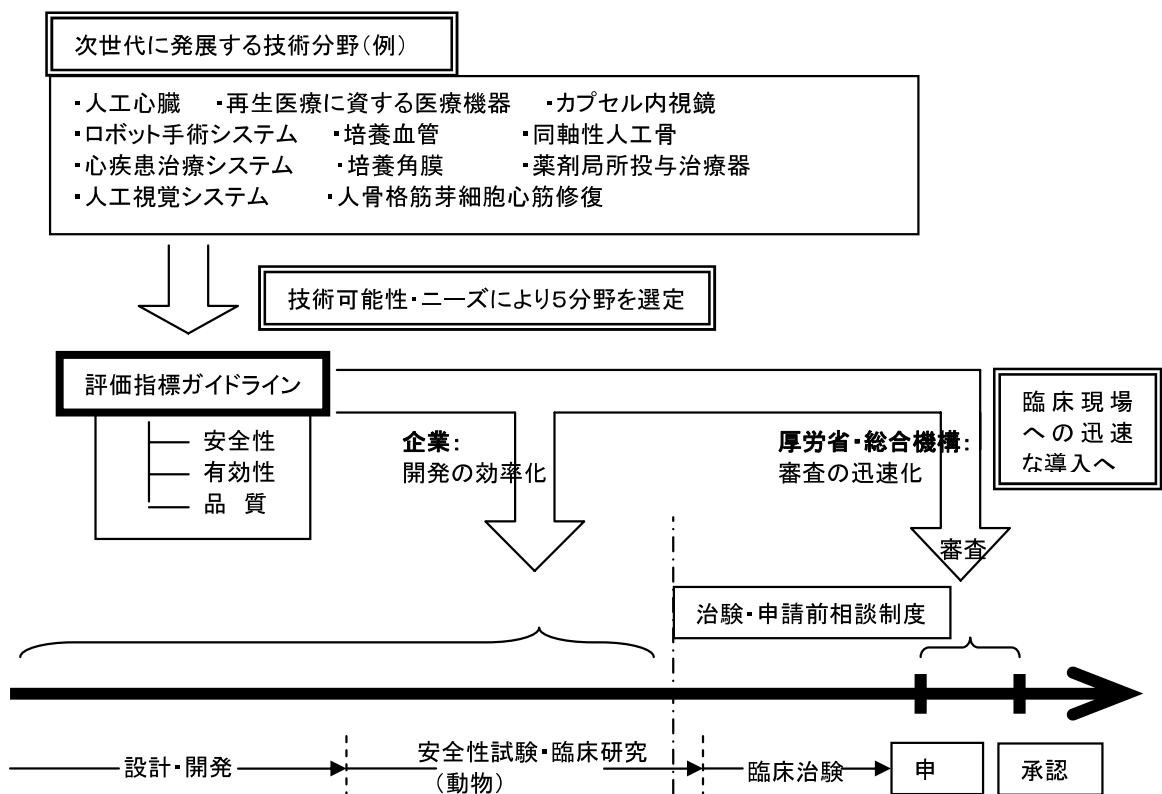 次世代に発展する技術分野(例)
・人工心臓　・再生医療に資する医療機器　・カプセル内視鏡
・ロボット手術システム　・培養血管　・同軸性人工骨
・心疾患治療システム　・培養角膜　・薬剤局所投与治療器
・人工視覚システム　・人骨格筋芽細胞心筋修復
技術可能性・ニーズにより5分野を選定
評価指標ガイドライン
安全性
有効性
品　質
企業：
開発の効率化
厚労省・総合機構：
審査の迅速化
臨床現場
への迅速
な導入へ
審査
治験・申請前相談制度
設計・開発
安全性試験・臨床研究
（動物）
臨床治験
申
承認